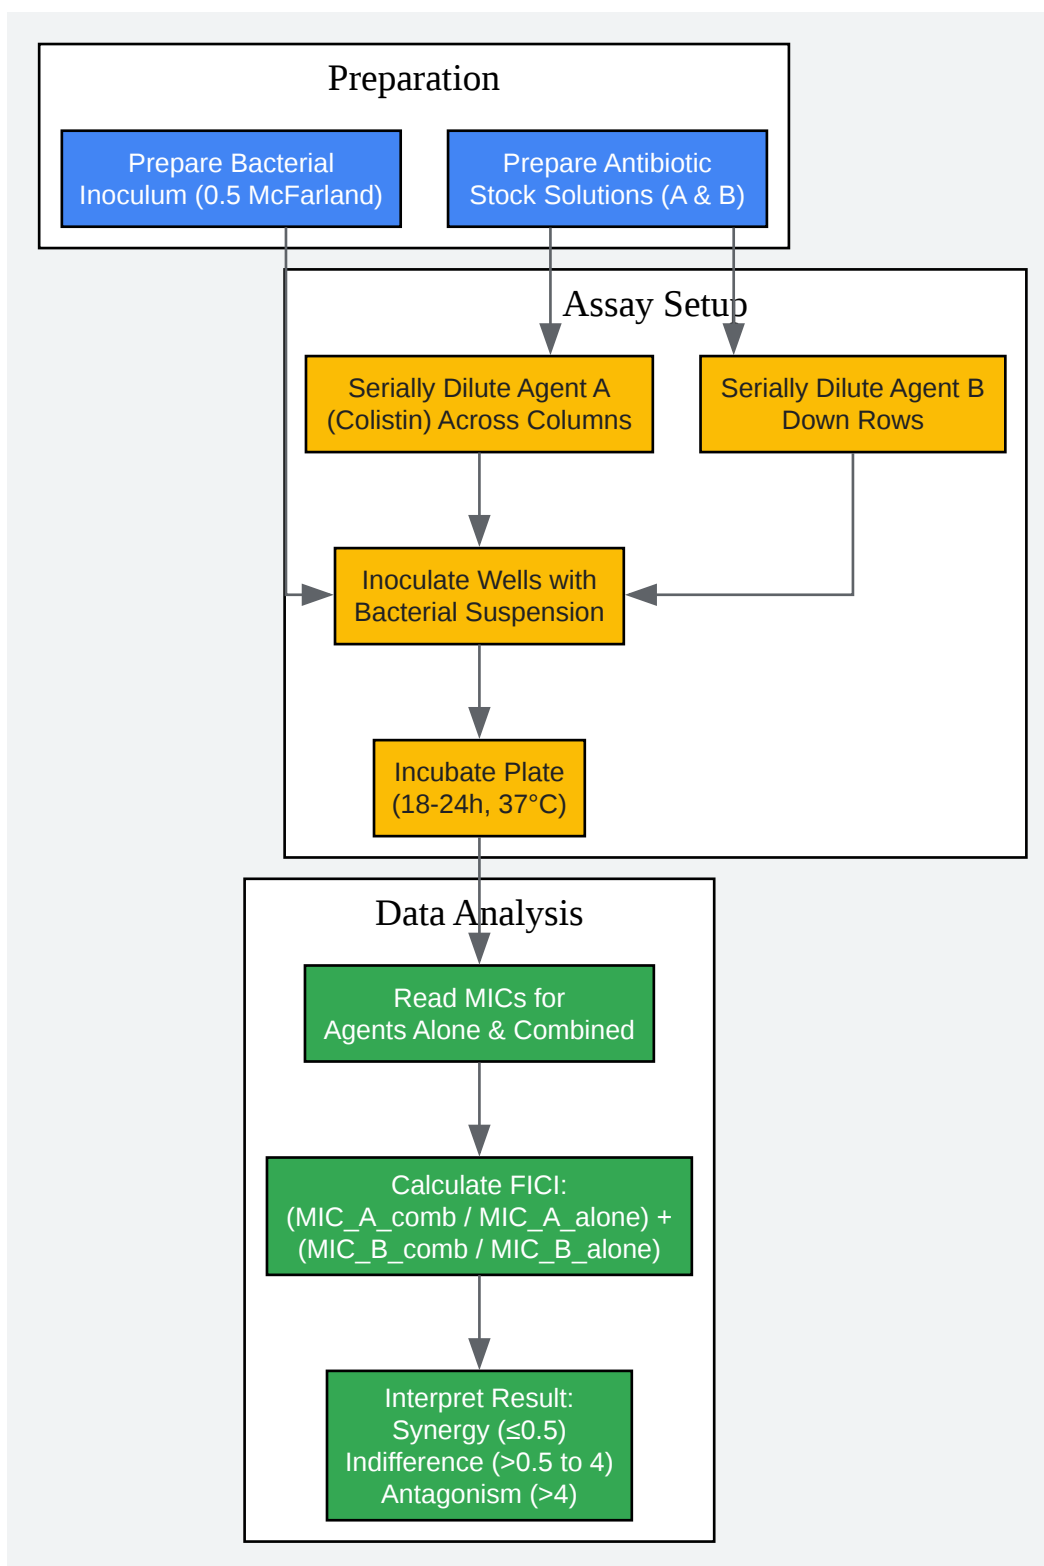 Preparation
Prepare Bacterial
Inoculum (0.5 McFarland)
Prepare Antibiotic
Stock Solutions (A & B)
Assay Setup
Serially Dilute Agent A
(Colistin) Across Columns
Serially Dilute Agent B
Down Rows
Inoculate Wells with
Bacterial Suspension
Incubate Plate
(18-24h, 37°C)
Data Analysis
Read MICs for
Agents Alone & Combined
Calculate FICI:
(MIC_A_comb / MIC_A_alone) +
(MIC_B_comb / MIC_B_alone)
Interpret Result:
Synergy (≤0.5)
Indifference (>0.5 to 4)
Antagonism (>4)